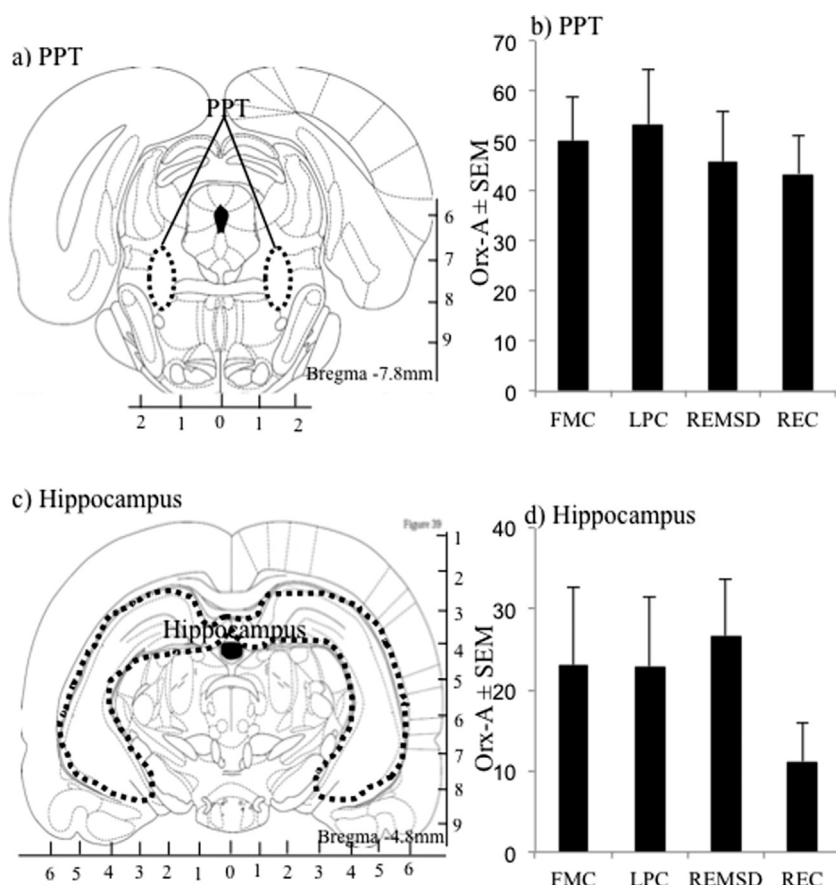 a) PPT
PPT
6
7
8
9
Bregma -7.8mm
2 1 0 1 2
b) PPT
Orx-A ± SEM
70
60
50
40
30
20
10
0
FMC LPC REMSD REC
c) Hippocampus
Figure 39
Hippocampus
1
2
3
4
5
6
7
8
9
Bregma -4.8mm
6 5 4 3 2 1 0 1 2 3 4 5 6
d) Hippocampus
Orx-A ± SEM
40
30
20
10
0
FMC LPC REMSD REC